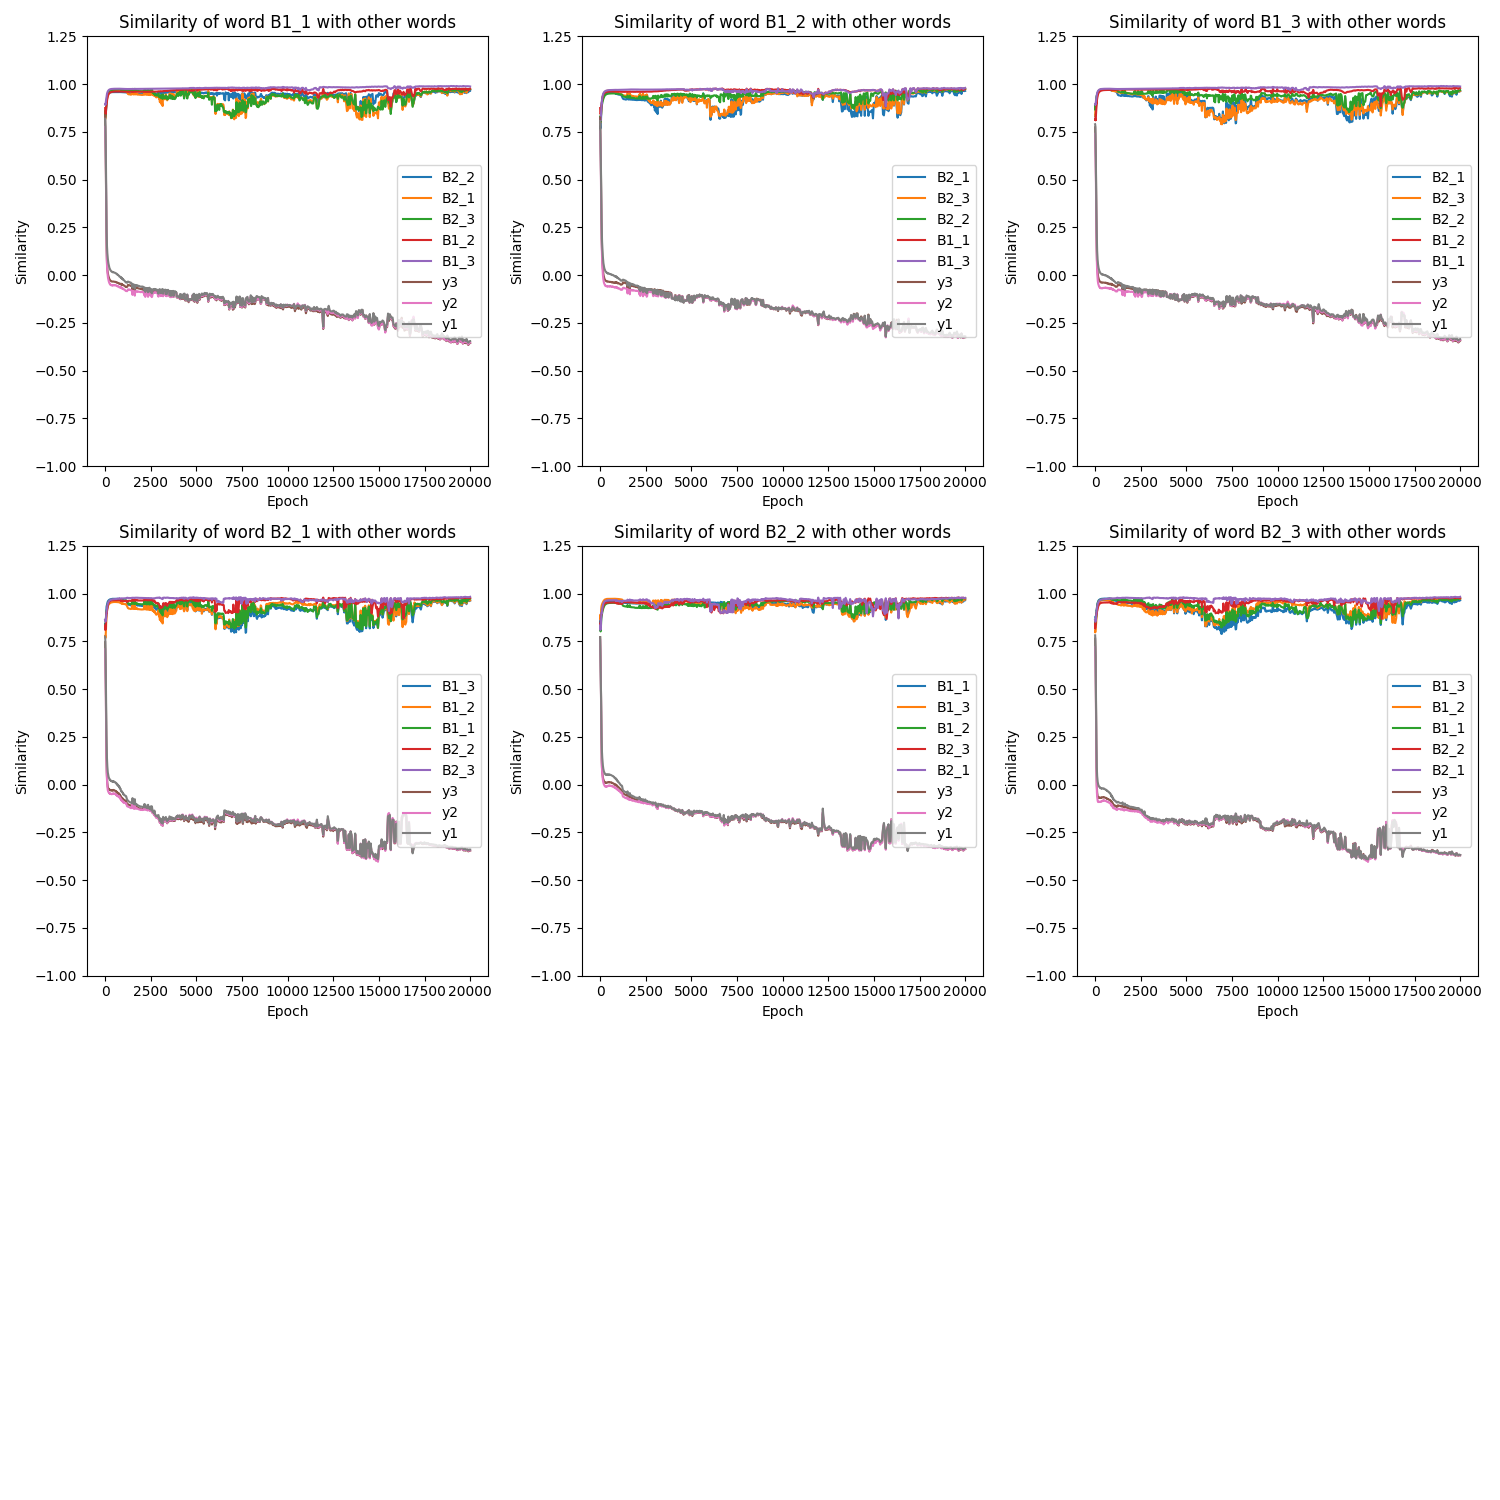 Similarity of word B1_1 with other words
1.25
1.00
0.75
0.50
0.25
0.00
−0.25
−0.50
−0.75
−1.00
Similarity
B2_2
B2_1
B2_3
B1_2
B1_3
y3
y2
y1
0 2500 5000 7500 10000 12500 15000 17500 20000
Epoch
Similarity of word B1_2 with other words
1.25
1.00
0.75
0.50
0.25
0.00
−0.25
−0.50
−0.75
−1.00
Similarity
B2_1
B2_3
B2_2
B1_1
B1_3
y3
y2
y1
0 2500 5000 7500 10000 12500 15000 17500 20000
Epoch
Similarity of word B1_3 with other words
1.25
1.00
0.75
0.50
0.25
0.00
−0.25
−0.50
−0.75
−1.00
Similarity
B2_1
B2_3
B2_2
B1_2
B1_1
y3
y2
y1
0 2500 5000 7500 10000 12500 15000 17500 20000
Epoch
Similarity of word B2_1 with other words
1.25
1.00
0.75
0.50
0.25
0.00
−0.25
−0.50
−0.75
−1.00
Similarity
B1_3
B1_2
B1_1
B2_2
B2_3
y3
y2
y1
0 2500 5000 7500 10000 12500 15000 17500 20000
Epoch
Similarity of word B2_2 with other words
1.25
1.00
0.75
0.50
0.25
0.00
−0.25
−0.50
−0.75
−1.00
Similarity
B1_1
B1_3
B1_2
B2_3
B2_1
y3
y2
y1
0 2500 5000 7500 10000 12500 15000 17500 20000
Epoch
Similarity of word B2_3 with other words
1.25
1.00
0.75
0.50
0.25
0.00
−0.25
−0.50
−0.75
−1.00
Similarity
B1_3
B1_2
B1_1
B2_2
B2_1
y3
y2
y1
0 2500 5000 7500 10000 12500 15000 17500 20000
Epoch